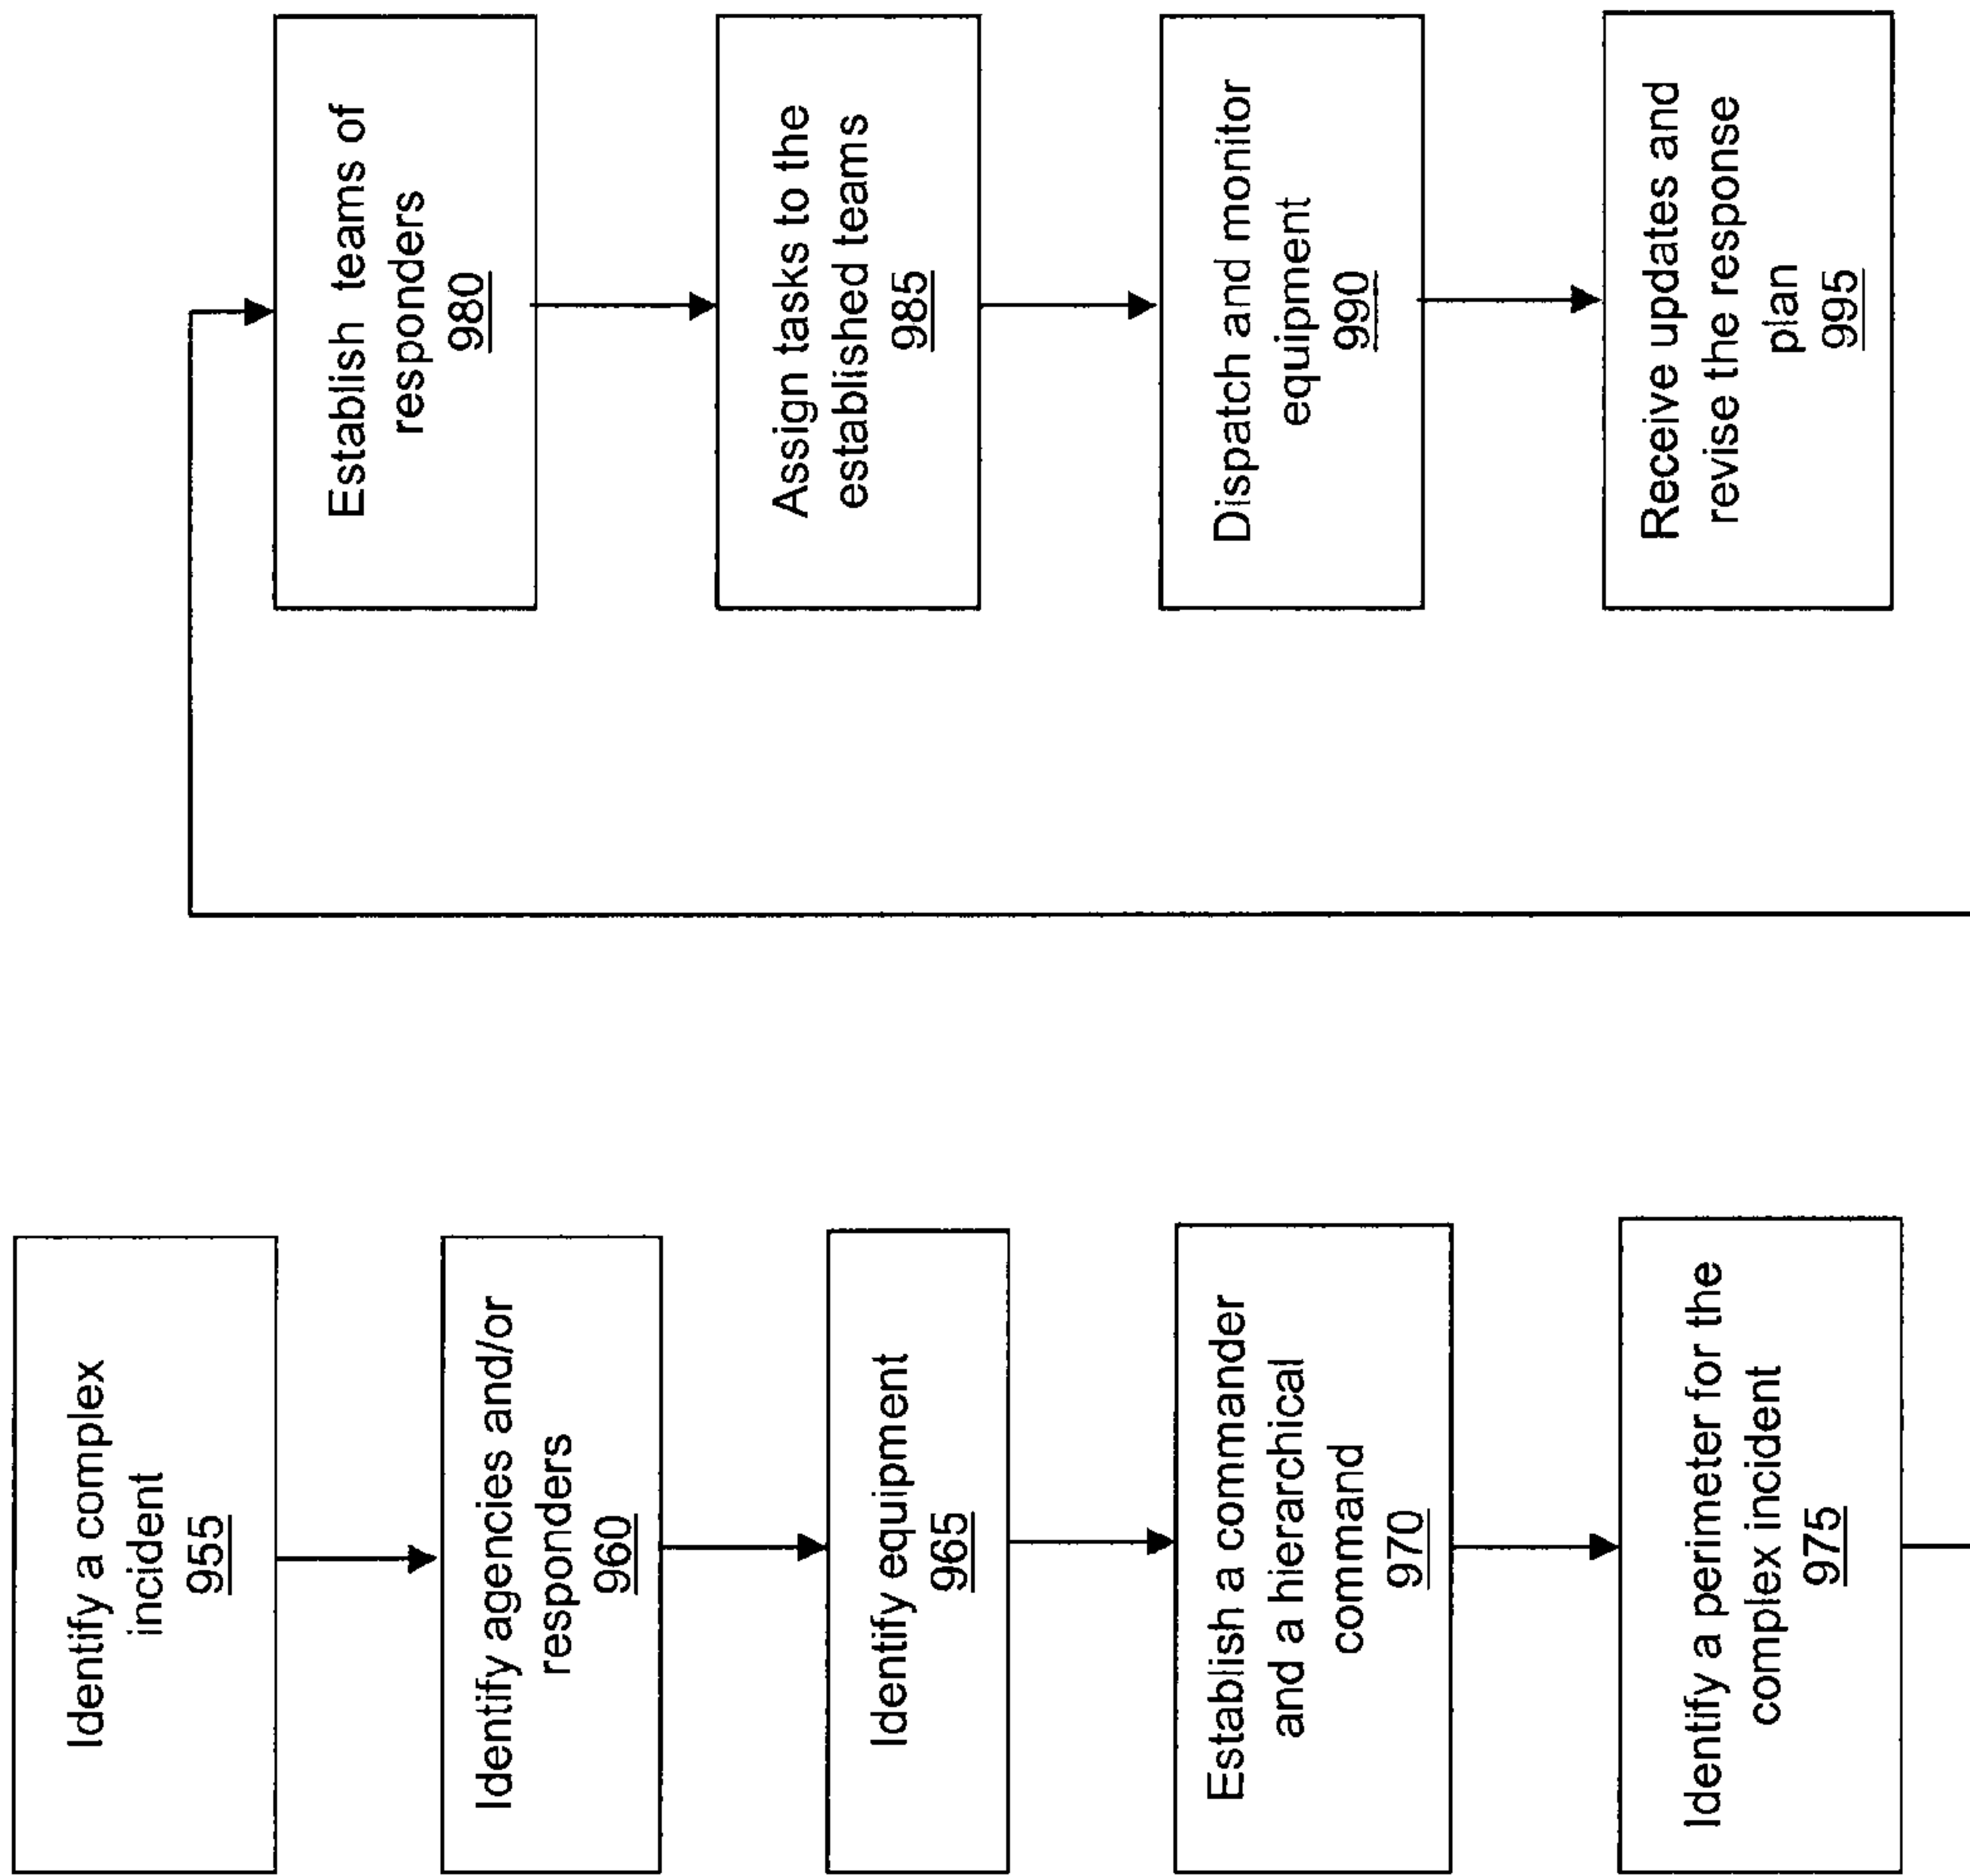 Identify a complex
incident
955
Identify agencies and/or
responders
960
Identify equipment
965
Establish a commander
and a hierarchical
command
970
Identify a perimeter for the
complex incident
975
Establish teams of
responders
980
Assign tasks to the
established teams
985
Dispatch and monitor
equipment
990
Receive updates and
revise the response
plan
995